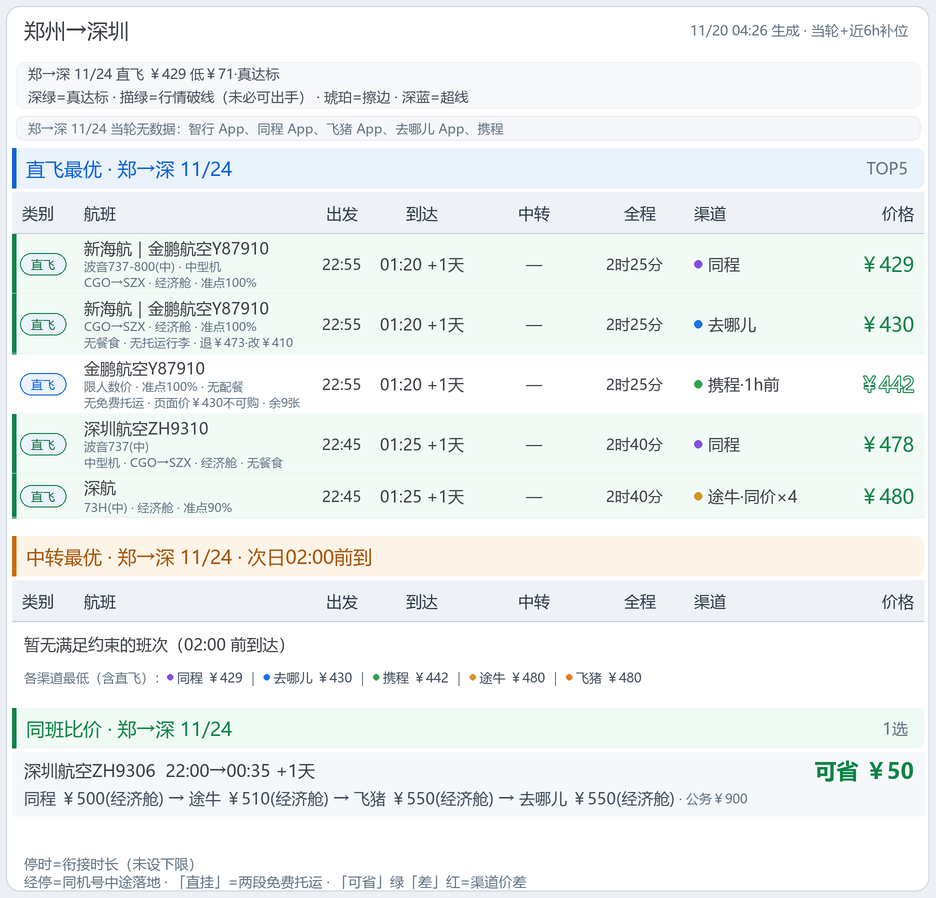 郑州→深圳
11/20 04:26 生成 · 当轮+近6h补位
郑→深 11/24 直飞 ¥429 低¥71·真达标
深绿=真达标 · 描绿=行情破线（未必可出手） · 琥珀=擦边 · 深蓝=超线
郑→深 11/24 当轮无数据：智行 App、同程 App、飞猪 App、去哪儿 App、携程
直飞最优 · 郑→深 11/24 TOP5
类别 航班 出发 到达 中转 全程 渠道 价格
新海航｜金鹏航空Y87910
波音737-800(中) · 中型机
直飞 22:55 01:20 +1天 — 2时25分 同程 ¥429
CGO→SZX · 经济舱 · 准点100%
新海航｜金鹏航空Y87910
CGO→SZX · 经济舱 · 准点100%
直飞 22:55 01:20 +1天 — 2时25分 去哪儿 ¥430
无餐食 · 无托运行李 · 退¥473·改¥410
金鹏航空Y87910
限人数价 · 准点100% · 无配餐
直飞 22:55 01:20 +1天 — 2时25分 携程·1h前 ¥442
无免费托运 · 页面价¥430不可购 · 余9张
深圳航空ZH9310
波音737(中)
直飞 22:45 01:25 +1天 — 2时40分 同程 ¥478
中型机 · CGO→SZX · 经济舱 · 无餐食
深航
直飞 22:45 01:25 +1天 — 2时40分 途牛·同价×4 ¥480
73H(中) · 经济舱 · 准点90%
中转最优 · 郑→深 11/24 · 次日02:00前到
类别 航班 出发 到达 中转 全程 渠道 价格
暂无满足约束的班次（02:00 前到达）
各渠道最低（含直飞）: 同程 ¥429 | 去哪儿 ¥430 | 携程 ¥442 | 途牛 ¥480 | 飞猪 ¥480
同班比价 · 郑→深 11/24 1选
深圳航空ZH9306 22:00→00:35 +1天 可省 ¥50
同程 ¥500(经济舱) → 途牛 ¥510(经济舱) → 飞猪 ¥550(经济舱) → 去哪儿 ¥550(经济舱) · 公务¥900
停时=衔接时长（未设下限）
经停=同机号中途落地 · 「直挂」=两段免费托运 · 「可省」绿「差」红=渠道价差